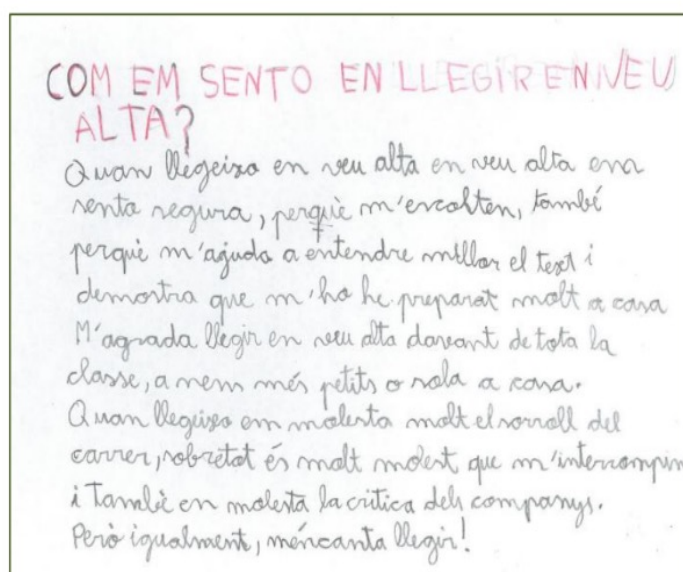 COM EM SENTO EN LLEGIR EN VEU
ALTA?
Quan llegeixo en veu alta en veu alta em
sento segura, perquè m'escolten, també
perquè m'ajuda a entendre millor el text i
demostra que m'ho he preparat molt a casa
M'agrada llegir en veu alta davant de tota la
classe, a nens més petits o sola a casa.
Quan llegeixo em molesta molt el soroll del
carrer, sobretot és molt molest que m'interrompin
i també en molesta la critica dels companys.
Però igualment, m'encanta llegir!